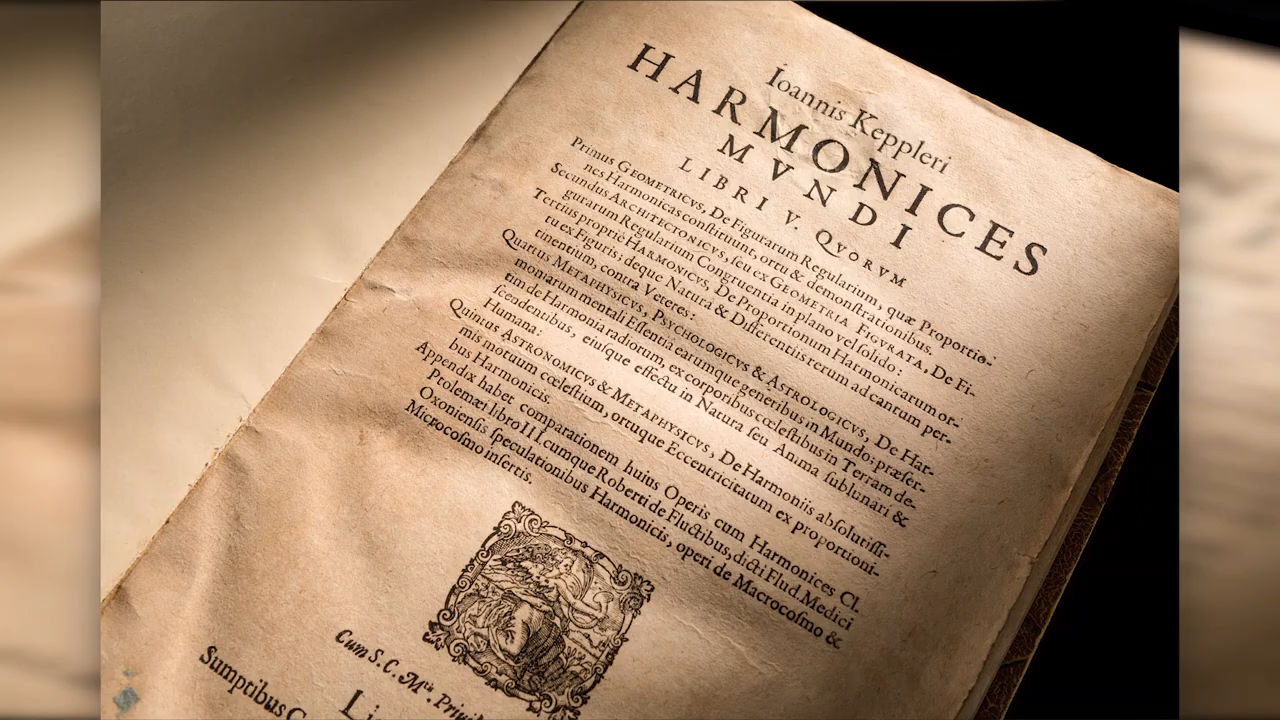 Ioannis Keppleri
HARMONICES
MVNDI
LIBRI V. QVORVM
Primus GEOMETRICVS, De Figurarum Regularium, quæ Proportio-
nes Harmonicas conſtituunt, ortu & demonſtrationibus.
Secundus ARCHITECTONICVS, ſeu ex GEOMETRIA FIGVRATA, De Fi-
gurarum Regularium Congruentia in plano vel ſolido:
Tertius propriè HARMONICVS, De Proportionum Harmonicarum or-
tu ex Figuris; deque Naturâ & Differentiis rerum ad cantum per-
tinentium, contra Veteres:
Quartus METAPHYSICVS, PSYCHOLOGICVS & ASTROLOGICVS, De Har-
moniarum mentali Eſſentiâ earumque generibus in Mundo; præſer-
tim de Harmonia radiorum, ex corporibus cœleſtibus in Terram de-
ſcendentibus, eiuſque effectu in Natura ſeu Anima ſublunari &
Humana:
Quintus ASTRONOMICVS & METAPHYSICVS, De Harmoniis abſolutiſſi-
mis motuum cœleſtium, ortuque Eccentricitatum ex proportioni-
bus Harmonicis.
Appendix habet comparationem huius Operis cum Harmonices Cl.
Ptolemæi libro III cumque Roberti de Fluctibus, dicti Flud. Medici
Oxonienſis ſpeculationibus Harmonicis, operi de Macrocoſmo &
Microcoſmo inſertis.
Cum S. C. Mtis. Privil
Sumptibus G